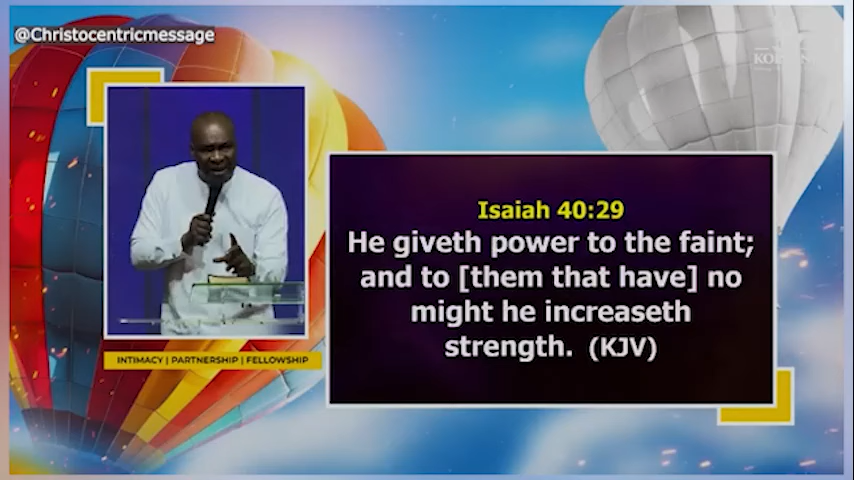 @Christocentricmessage
INTIMACY | PARTNERSHIP | FELLOWSHIP
Isaiah 40:29
He giveth power to the faint;
and to [them that have] no
might he increaseth
strength. (KJV)